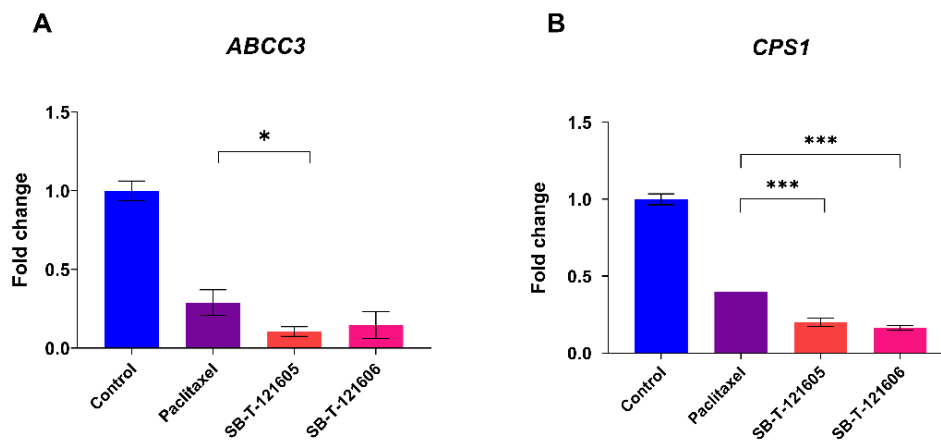 A
ABCC3
Fold change
1.5
1.0
0.5
0.0
*
Control
Paclitaxel
SB-T-121605
SB-T-121606
B
CPS1
Fold change
1.5
1.0
0.5
0.0
***
***
Control
Paclitaxel
SB-T-121605
SB-T-121606